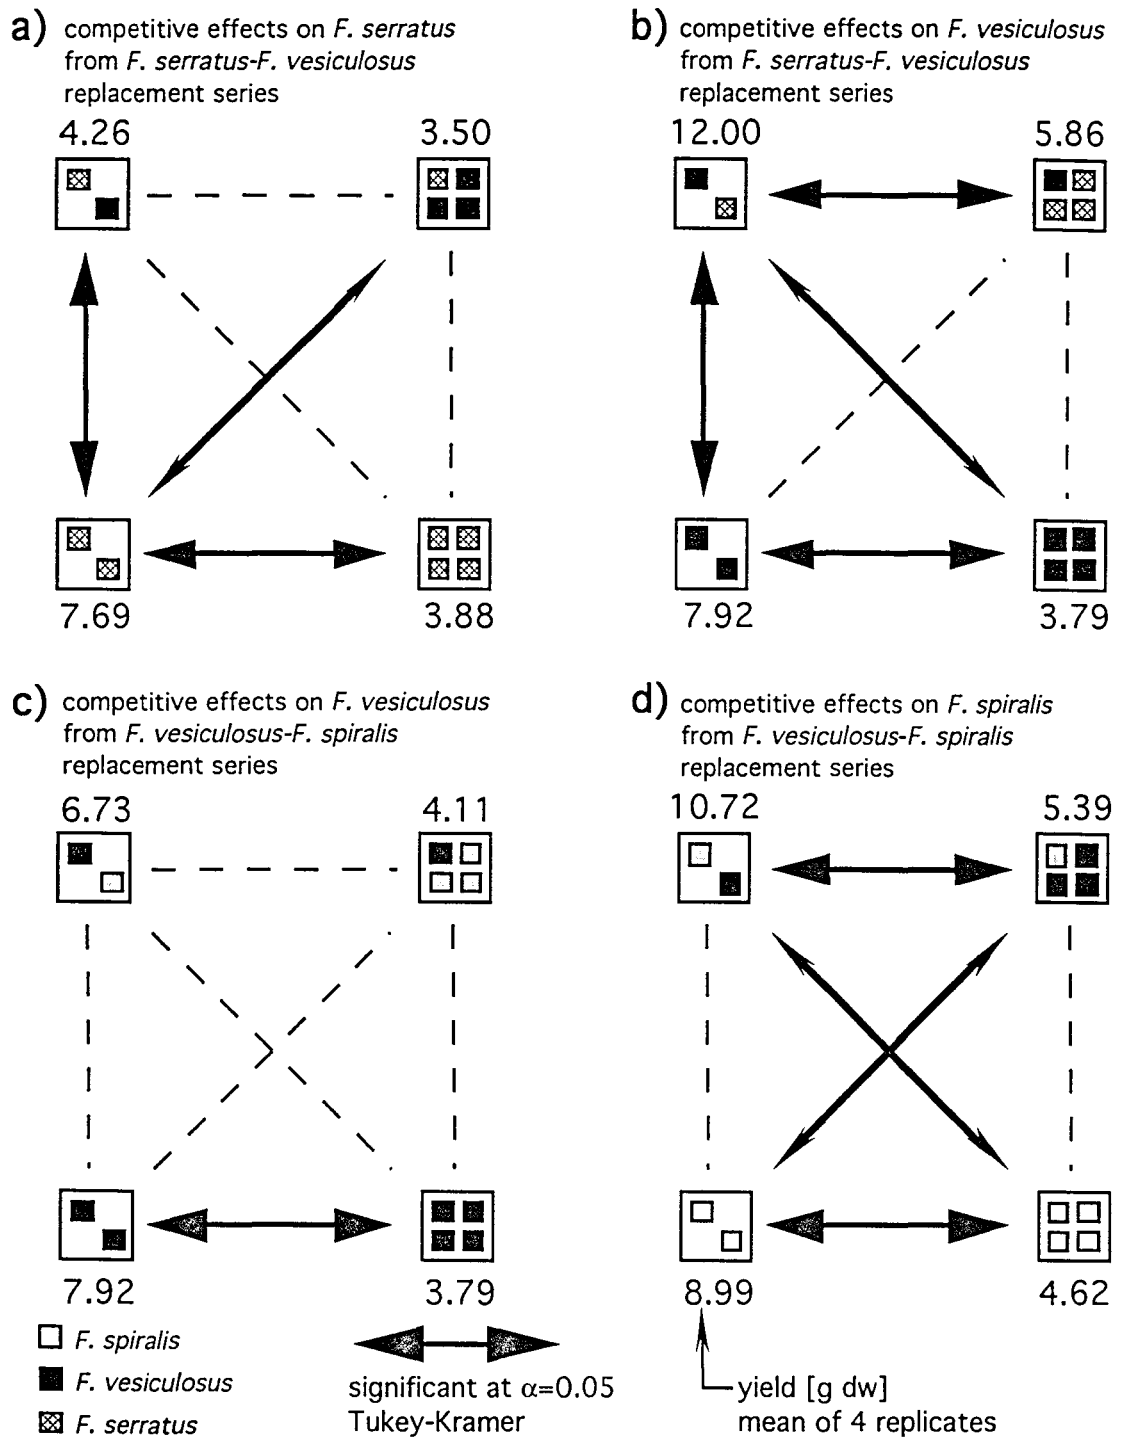 a) competitive effects on F. serratus
from F. serratus-F. vesiculosus
replacement series
4.26
3.50
7.69
3.88
b) competitive effects on F. vesiculosus
from F. serratus-F. vesiculosus
replacement series
12.00
5.86
7.92
3.79
c) competitive effects on F. vesiculosus
from F. vesiculosus-F. spiralis
replacement series
6.73
4.11
7.92
3.79
d) competitive effects on F. spiralis
from F. vesiculosus-F. spiralis
replacement series
10.72
5.39
8.99
4.62
F. spiralis
F. vesiculosus
F. serratus
significant at α=0.05
Tukey-Kramer
yield [g dw]
mean of 4 replicates